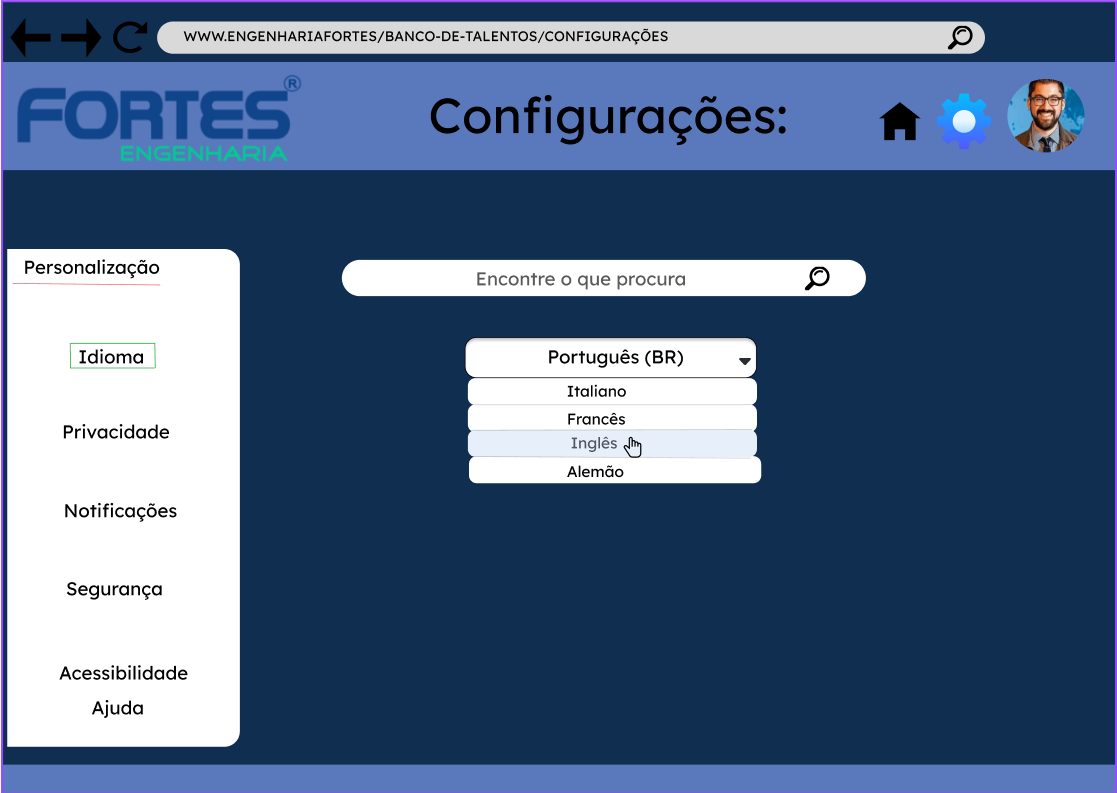 WWW.ENGENHARIAFORTES/BANCO-DE-TALENTOS/CONFIGURAÇÕES
FORTES®
ENGENHARIA
Configurações:
Personalização
Encontre o que procura
Idioma
Português (BR)
Italiano
Francês
Inglês
Alemão
Privacidade
Notificações
Segurança
Acessibilidade
Ajuda